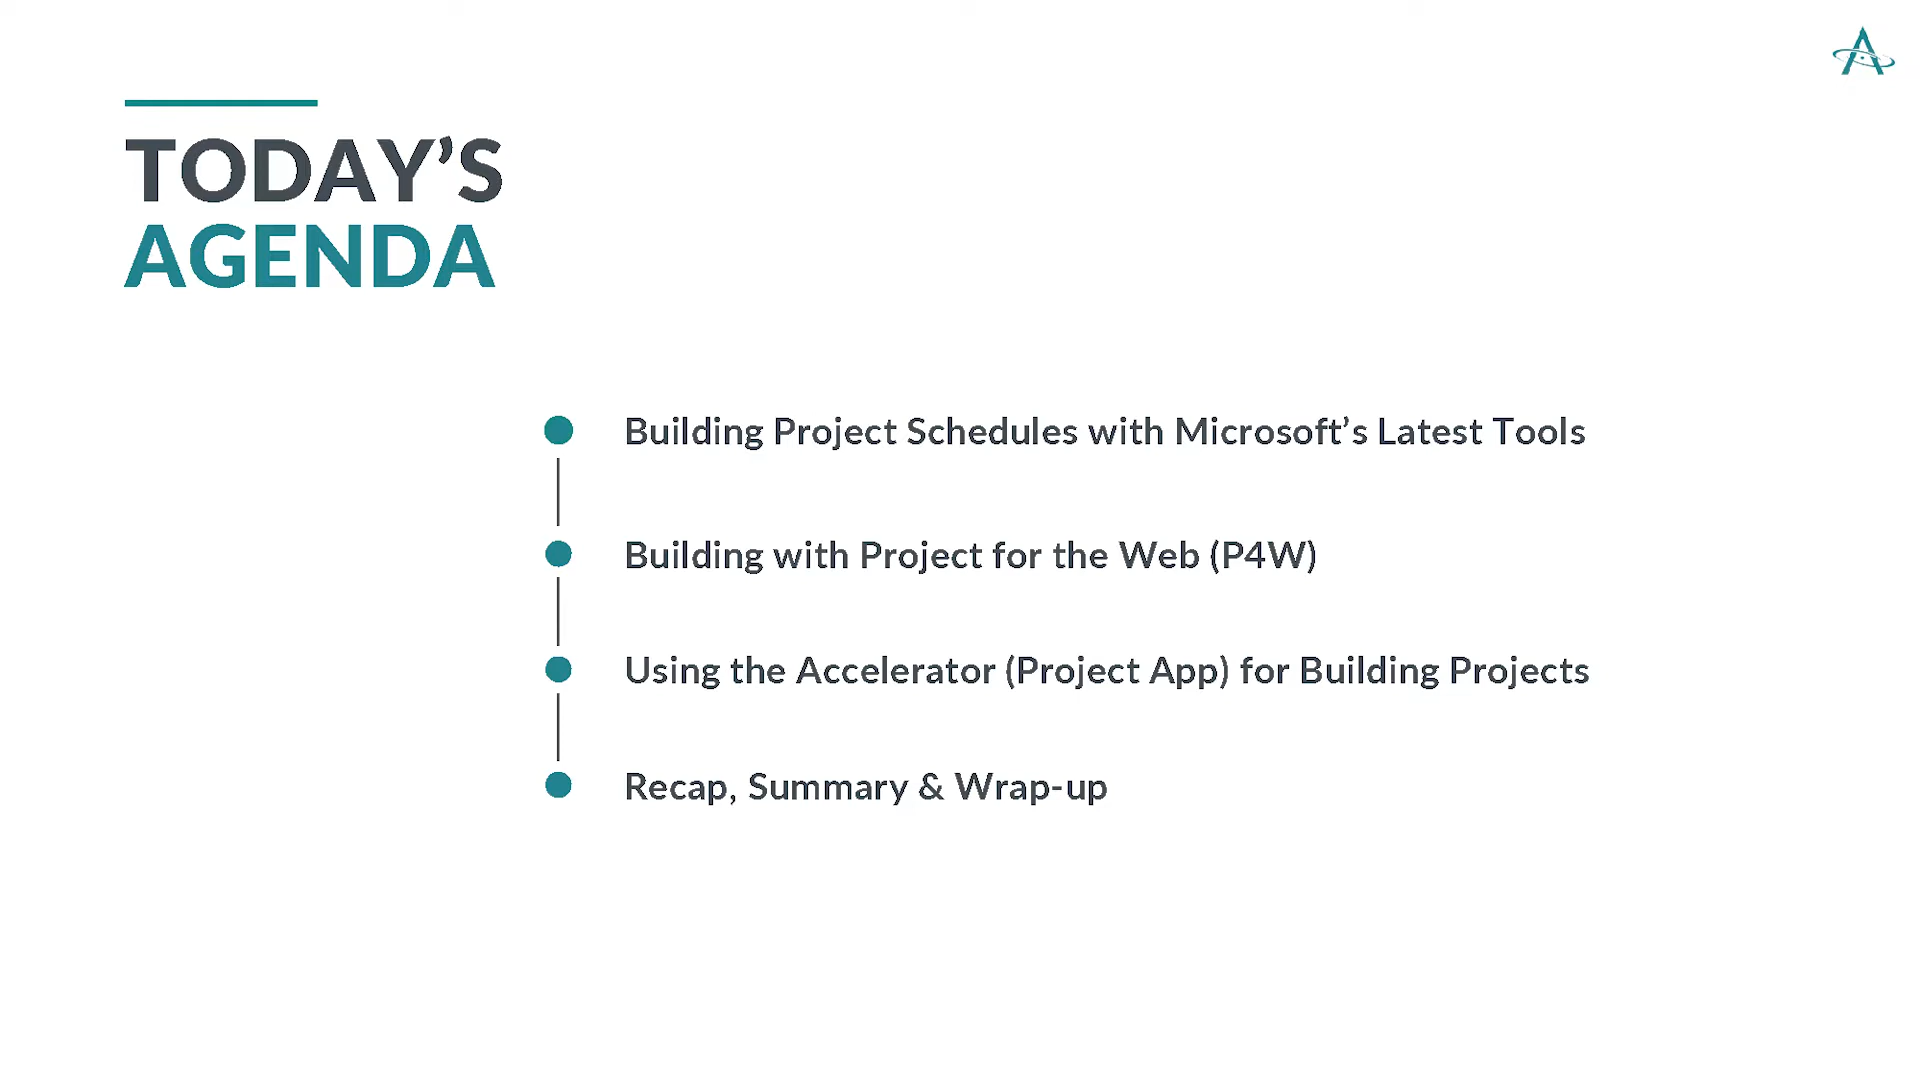 TODAY’S
AGENDA
Building Project Schedules with Microsoft’s Latest Tools
Building with Project for the Web (P4W)
Using the Accelerator (Project App) for Building Projects
Recap, Summary & Wrap-up